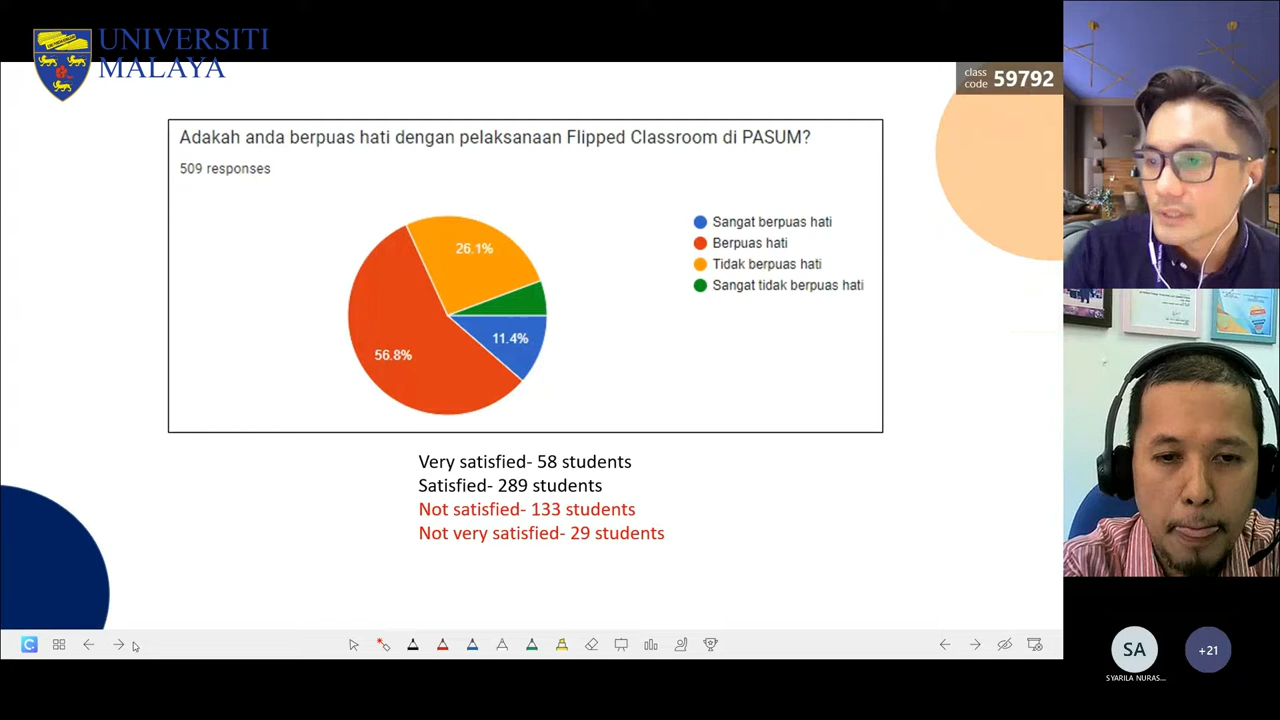 UNIVERSITI
MALAYA
class
code 59792
Adakah anda berpuas hati dengan pelaksanaan Flipped Classroom di PASUM?
509 responses
26.1%
11.4%
56.8%
Sangat berpuas hati
Berpuas hati
Tidak berpuas hati
Sangat tidak berpuas hati
Very satisfied- 58 students
Satisfied- 289 students
Not satisfied- 133 students
Not very satisfied- 29 students
SA
+21
SYARILA NURAS...